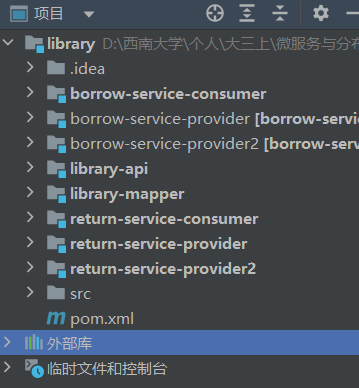 项目
library D:\西南大学\个人\大三上\微服务与分布
.idea
borrow-service-consumer
borrow-service-provider [borrow-servi
borrow-service-provider2 [borrow-ser
library-api
library-mapper
return-service-consumer
return-service-provider
return-service-provider2
src
pom.xml
外部库
临时文件和控制台